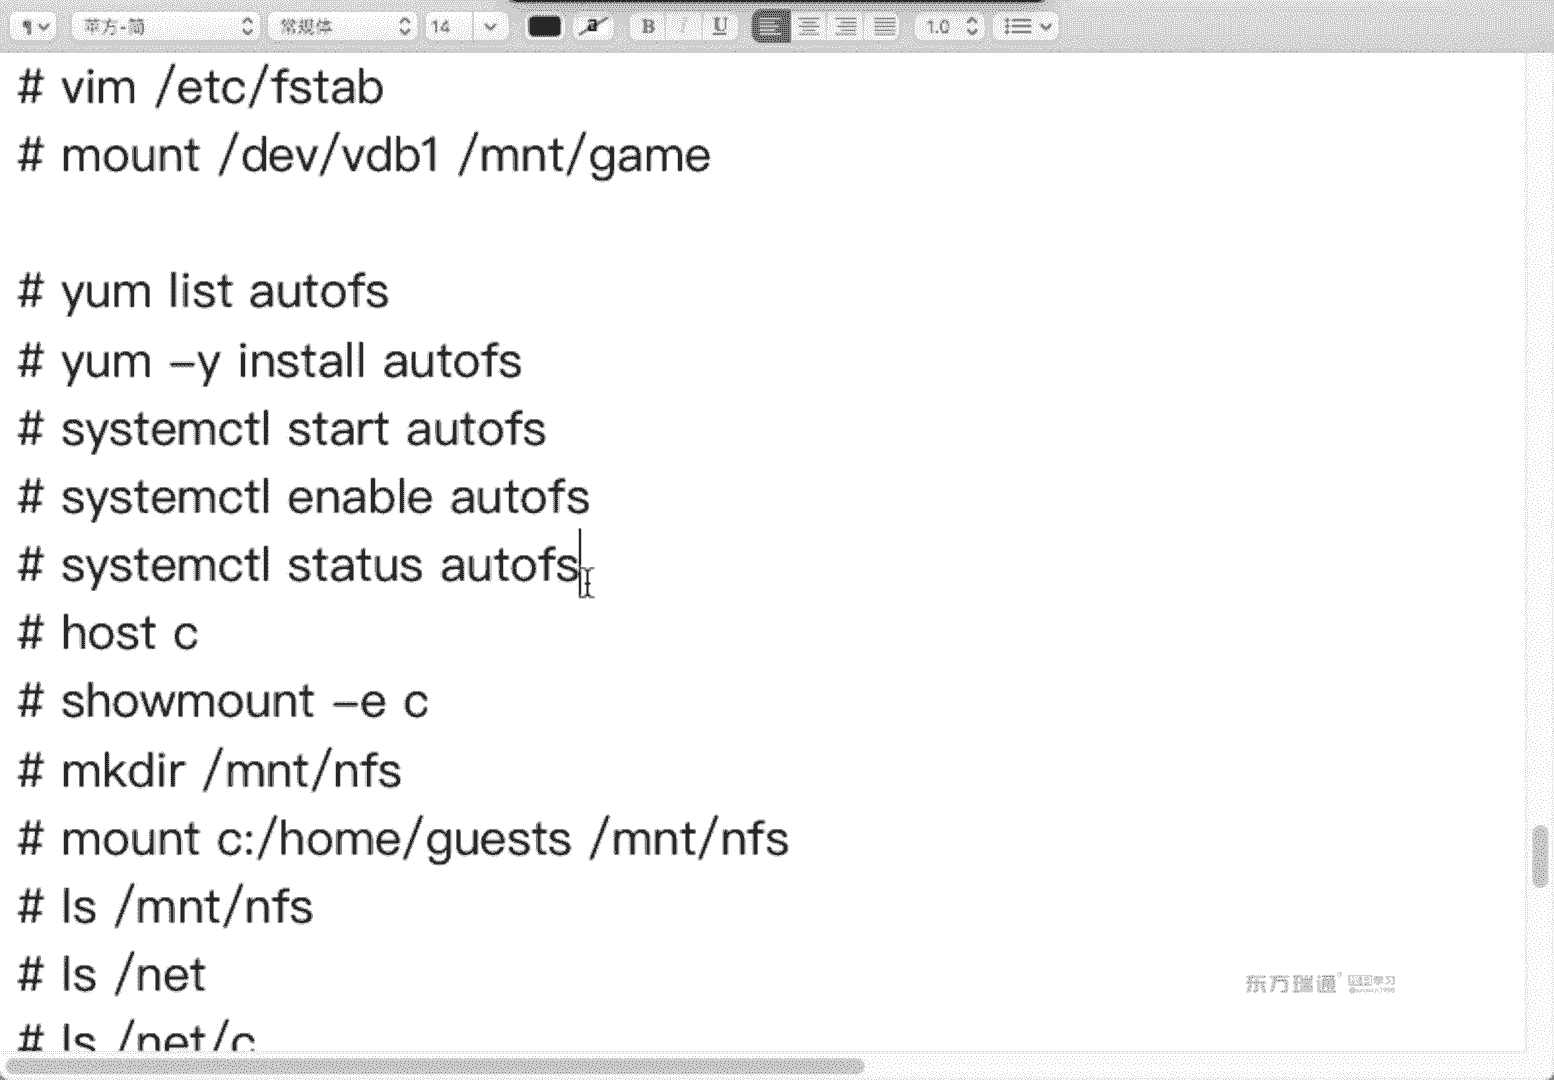 苹方-简 常规体 14 a B I U 1.0
# vim /etc/fstab
# mount /dev/vdb1 /mnt/game
# yum list autofs
# yum –y install autofs
# systemctl start autofs
# systemctl enable autofs
# systemctl status autofs
# host c
# showmount –e c
# mkdir /mnt/nfs
# mount c:/home/guests /mnt/nfs
# ls /mnt/nfs
# ls /net
# ls /net/c
东方瑞通 学习